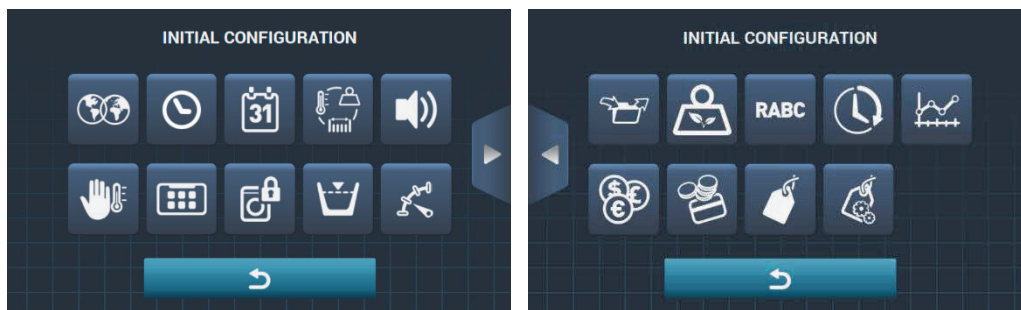 INITIAL CONFIGURATION
31
INITIAL CONFIGURATION
RABC
$
£
€